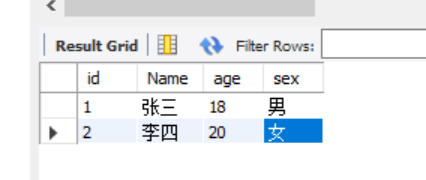 Result Grid Filter Rows:
id Name age sex
1 张三 18 男
2 李四 20 女